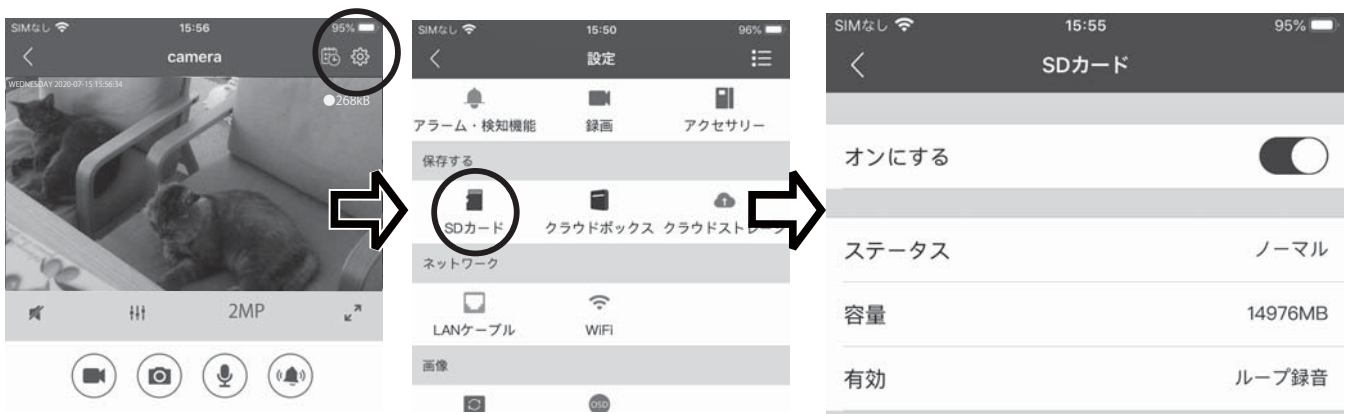 SIMなし 15:56 95%
camera
WEDNESDAY 2020-07-15 15:56:34
268kB
2MP
SIMなし 15:50 96%
設定
アラーム・検知機能 録画 アクセサリー
保存する
SDカード クラウドボックス クラウドストレージ
ネットワーク
LANケーブル WiFi
画像
OSD
SIMなし 15:55 95%
SDカード
オンにする
ステータス ノーマル
容量 14976MB
有効 ループ録音